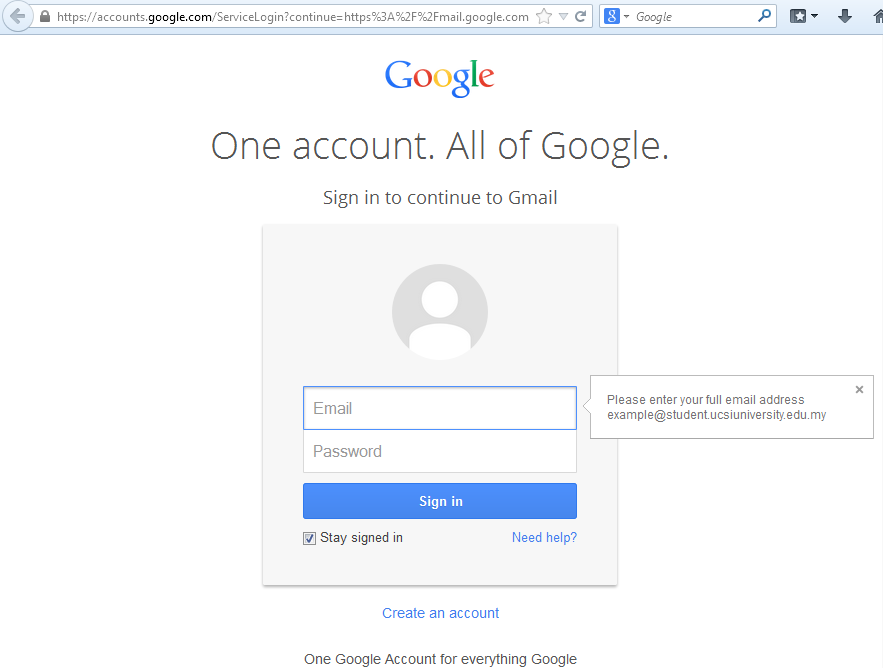 https://accounts.google.com/ServiceLogin?continue=https%3A%2F%2Fmail.google.com
8 Google
Google
One account. All of Google.
Sign in to continue to Gmail
Email
Please enter your full email address
example@student.ucsiuniversity.edu.my
Password
Sign in
Stay signed in Need help?
Create an account
One Google Account for everything Google